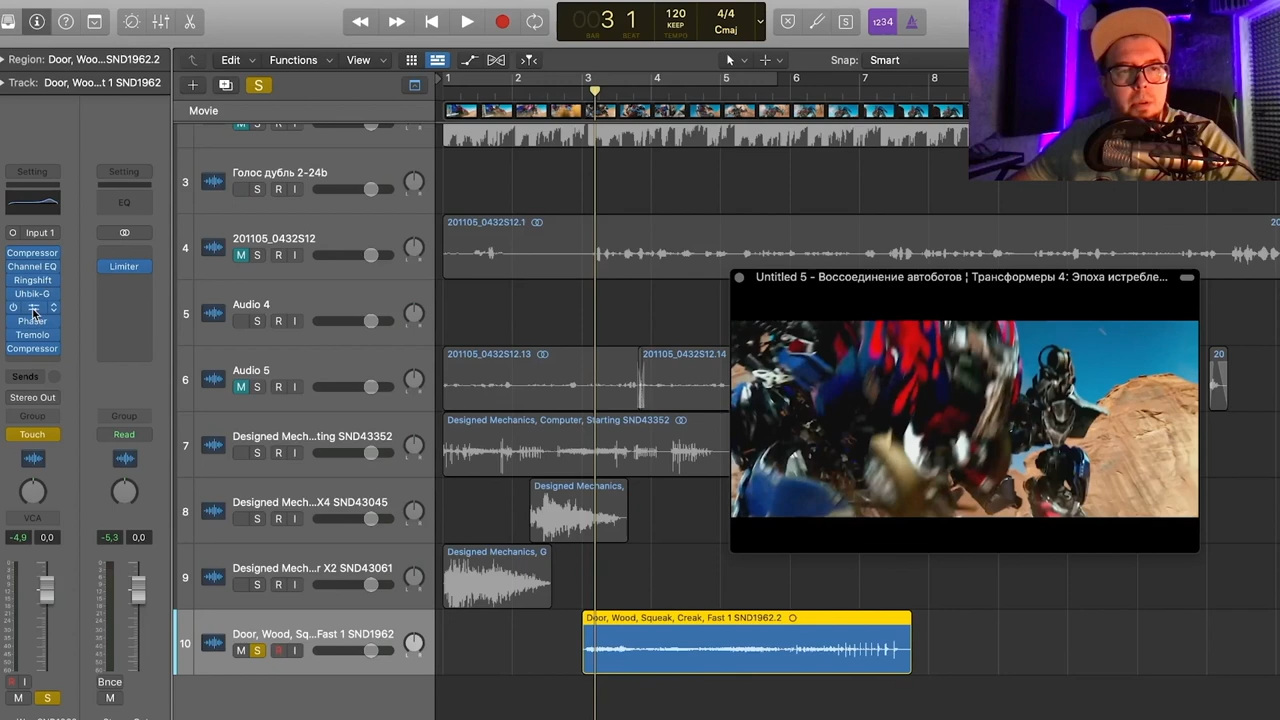 3 1
BAR BEAT
120
KEEP
TEMPO
4/4
Cmaj
1234
Region: Door, Woo...SND1962.2
Track: Door, Woo...t 1 SND1962
Edit Functions View
Snap: Smart
S
1 2 3 4 5 6 7 8
Movie
M S R I
Setting Setting
EQ
Input 1
Compressor
Channel EQ
Ringshift
Uhbik-G
Phaser
Tremolo
Compressor
Limiter
Sends
Stereo Out
Group Group
Touch Read
VCA
-4,9 0,0 -5,3 0,0
R I Bnce
M S M
3 Голос дубль 2-24b
S R I L R
4 201105_0432S12
M S R I L R
5 Audio 4
S R I L R
6 Audio 5
M S R I L R
7 Designed Mech...ting SND43352
S R I L R
8 Designed Mech...X4 SND43045
S R I L R
9 Designed Mech...r X2 SND43061
S R I L R
10 Door, Wood, Sq...Fast 1 SND1962
M S R I L R
201105_0432S12.1
20
201105_0432S12.13 201105_0432S12.14
20
Designed Mechanics, Computer, Starting SND43352
Designed Mechanics,
Designed Mechanics, G
Door, Wood, Squeak, Creak, Fast 1 SND1962.2
Untitled 5 - Воссоединение автоботов ¦ Трансформеры 4: Эпоха истребле...